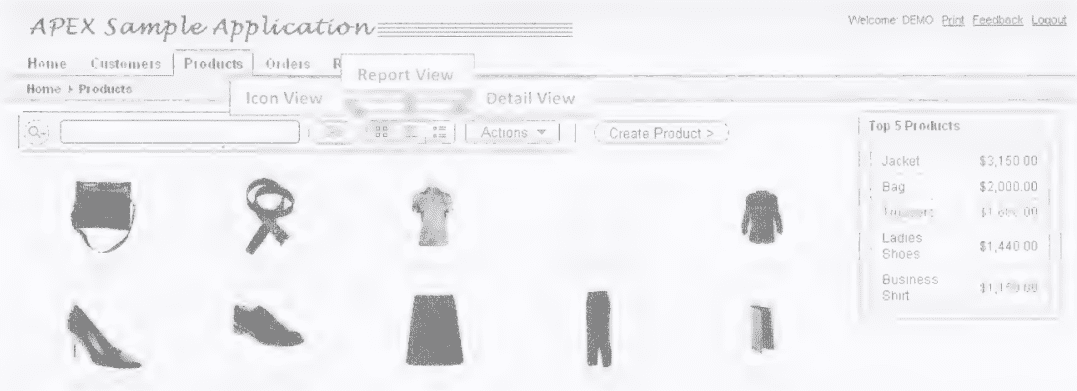 APEX Sample Application
Welcome: DEMO Print Feedback Logout
Home Customers Products Orders R
Report View
Home Products
Icon View
Detail View
Actions
Create Product >
Top 5 Products
Jacket $3,150.00
Bag $2,000.00
Trousers
Ladies Shoes $1,440.00
Business Shirt